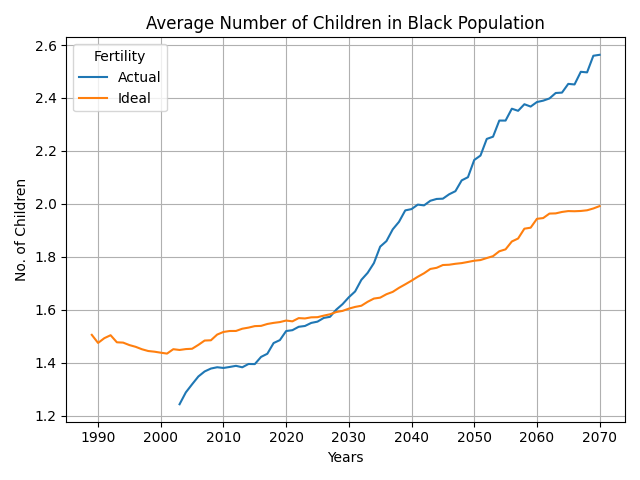 Average Number of Children in Black Population
Fertility
Actual
Ideal
No. of Children
2.6
2.4
2.2
2.0
1.8
1.6
1.4
1.2
1990 2000 2010 2020 2030 2040 2050 2060 2070
Years